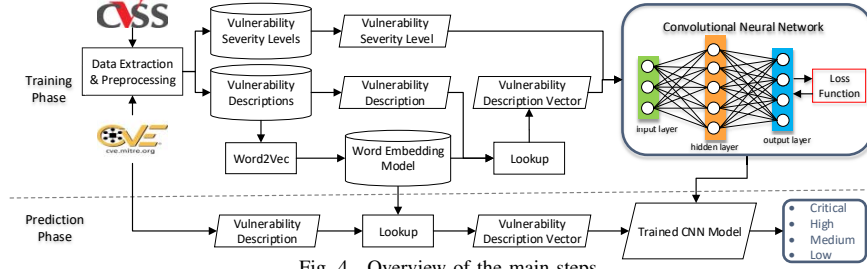 CVSS
Vulnerability
Severity Levels
Vulnerability
Severity Level
Convolutional Neural Network
Data Extraction
& Preprocessing
Training
Phase
Vulnerability
Descriptions
Vulnerability
Description
Vulnerability
Description Vector
Loss
Function
input layer
hidden layer
output layer
CVE
cve.mitre.org
Word2Vec
Word Embedding
Model
Lookup
Prediction
Phase
Vulnerability
Description
Lookup
Vulnerability
Description Vector
Trained CNN Model
• Critical
• High
• Medium
• Low
Fig. 4. Overview of the main steps